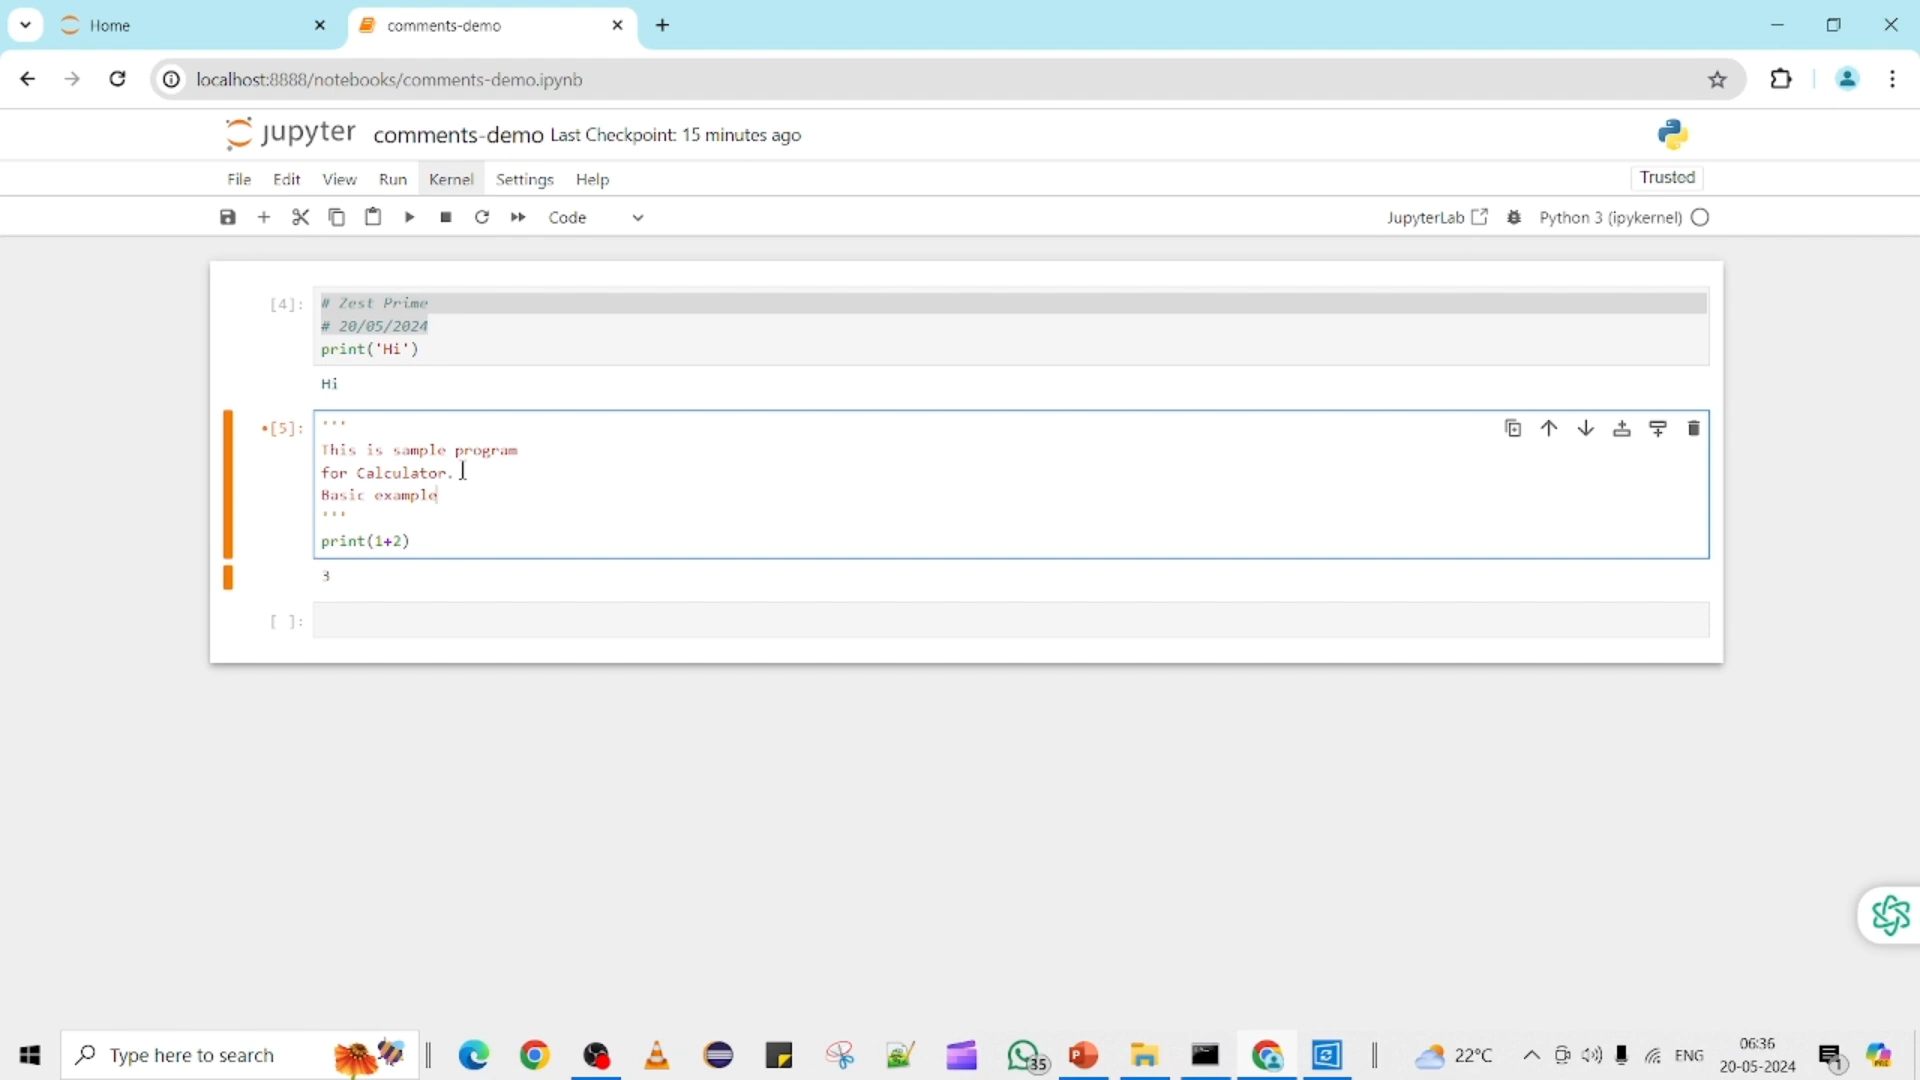 Home
comments-demo
localhost:8888/notebooks/comments-demo.ipynb
jupyter comments-demo Last Checkpoint: 15 minutes ago
File Edit View Run Kernel Settings Help
Trusted
Code
JupyterLab
Python 3 (ipykernel)
[4]:
# Zest Prime
# 20/05/2024
print('Hi')
Hi
•[5]:
'''
This is sample program
for Calculator.
Basic example
'''
print(1+2)
3
[ ]:
Type here to search
35
22°C
ENG
06:36
20-05-2024
1